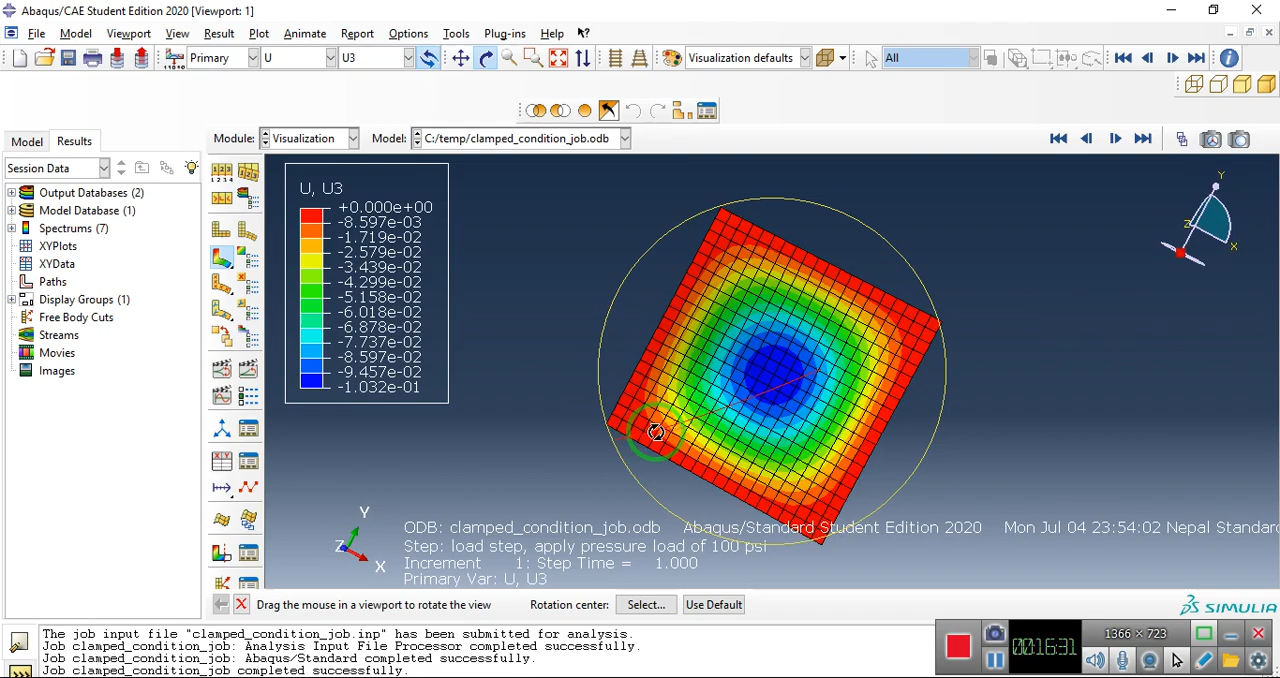 Abaqus/CAE Student Edition 2020 [Viewport: 1]
File Model Viewport View Result Plot Animate Report Options Tools Plug-ins Help
Primary U U3 Visualization defaults All
Model Results Module: Visualization Model: C:/temp/clamped_condition_job.odb
Session Data
Output Databases (2)
Model Database (1)
Spectrums (7)
XYPlots
XYData
Paths
Display Groups (1)
Free Body Cuts
Streams
Movies
Images
U, U3
+0.000e+00
-8.597e-03
-1.719e-02
-2.579e-02
-3.439e-02
-4.299e-02
-5.158e-02
-6.018e-02
-6.878e-02
-7.737e-02
-8.597e-02
-9.457e-02
-1.032e-01
Y
Z
X
Y
Z
X
ODB: clamped_condition_job.odb Abaqus/Standard Student Edition 2020 Mon Jul 04 23:54:02 Nepal Standar
Step: load step, apply pressure load of 100 psi
Increment 1: Step Time = 1.000
Primary Var: U, U3
Drag the mouse in a viewport to rotate the view Rotation center: Select... Use Default
SIMULIA
The job input file "clamped_condition_job.inp" has been submitted for analysis.
Job clamped_condition_job: Analysis Input File Processor completed successfully.
Job clamped_condition_job: Abaqus/Standard completed successfully.
Job clamped_condition_job completed successfully.
00:16:31
1366 × 723